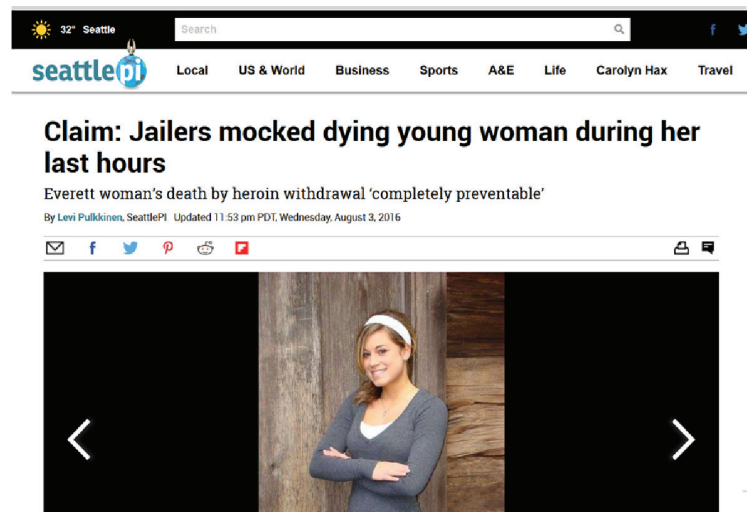 32° Seattle
Search
seattlepi
Local US & World Business Sports A&E Life Carolyn Hax Travel
Claim: Jailers mocked dying young woman during her
last hours
Everett woman's death by heroin withdrawal 'completely preventable'
By Levi Pulkkinen, SeattlePI Updated 11:53 pm PDT, Wednesday, August 3, 2016